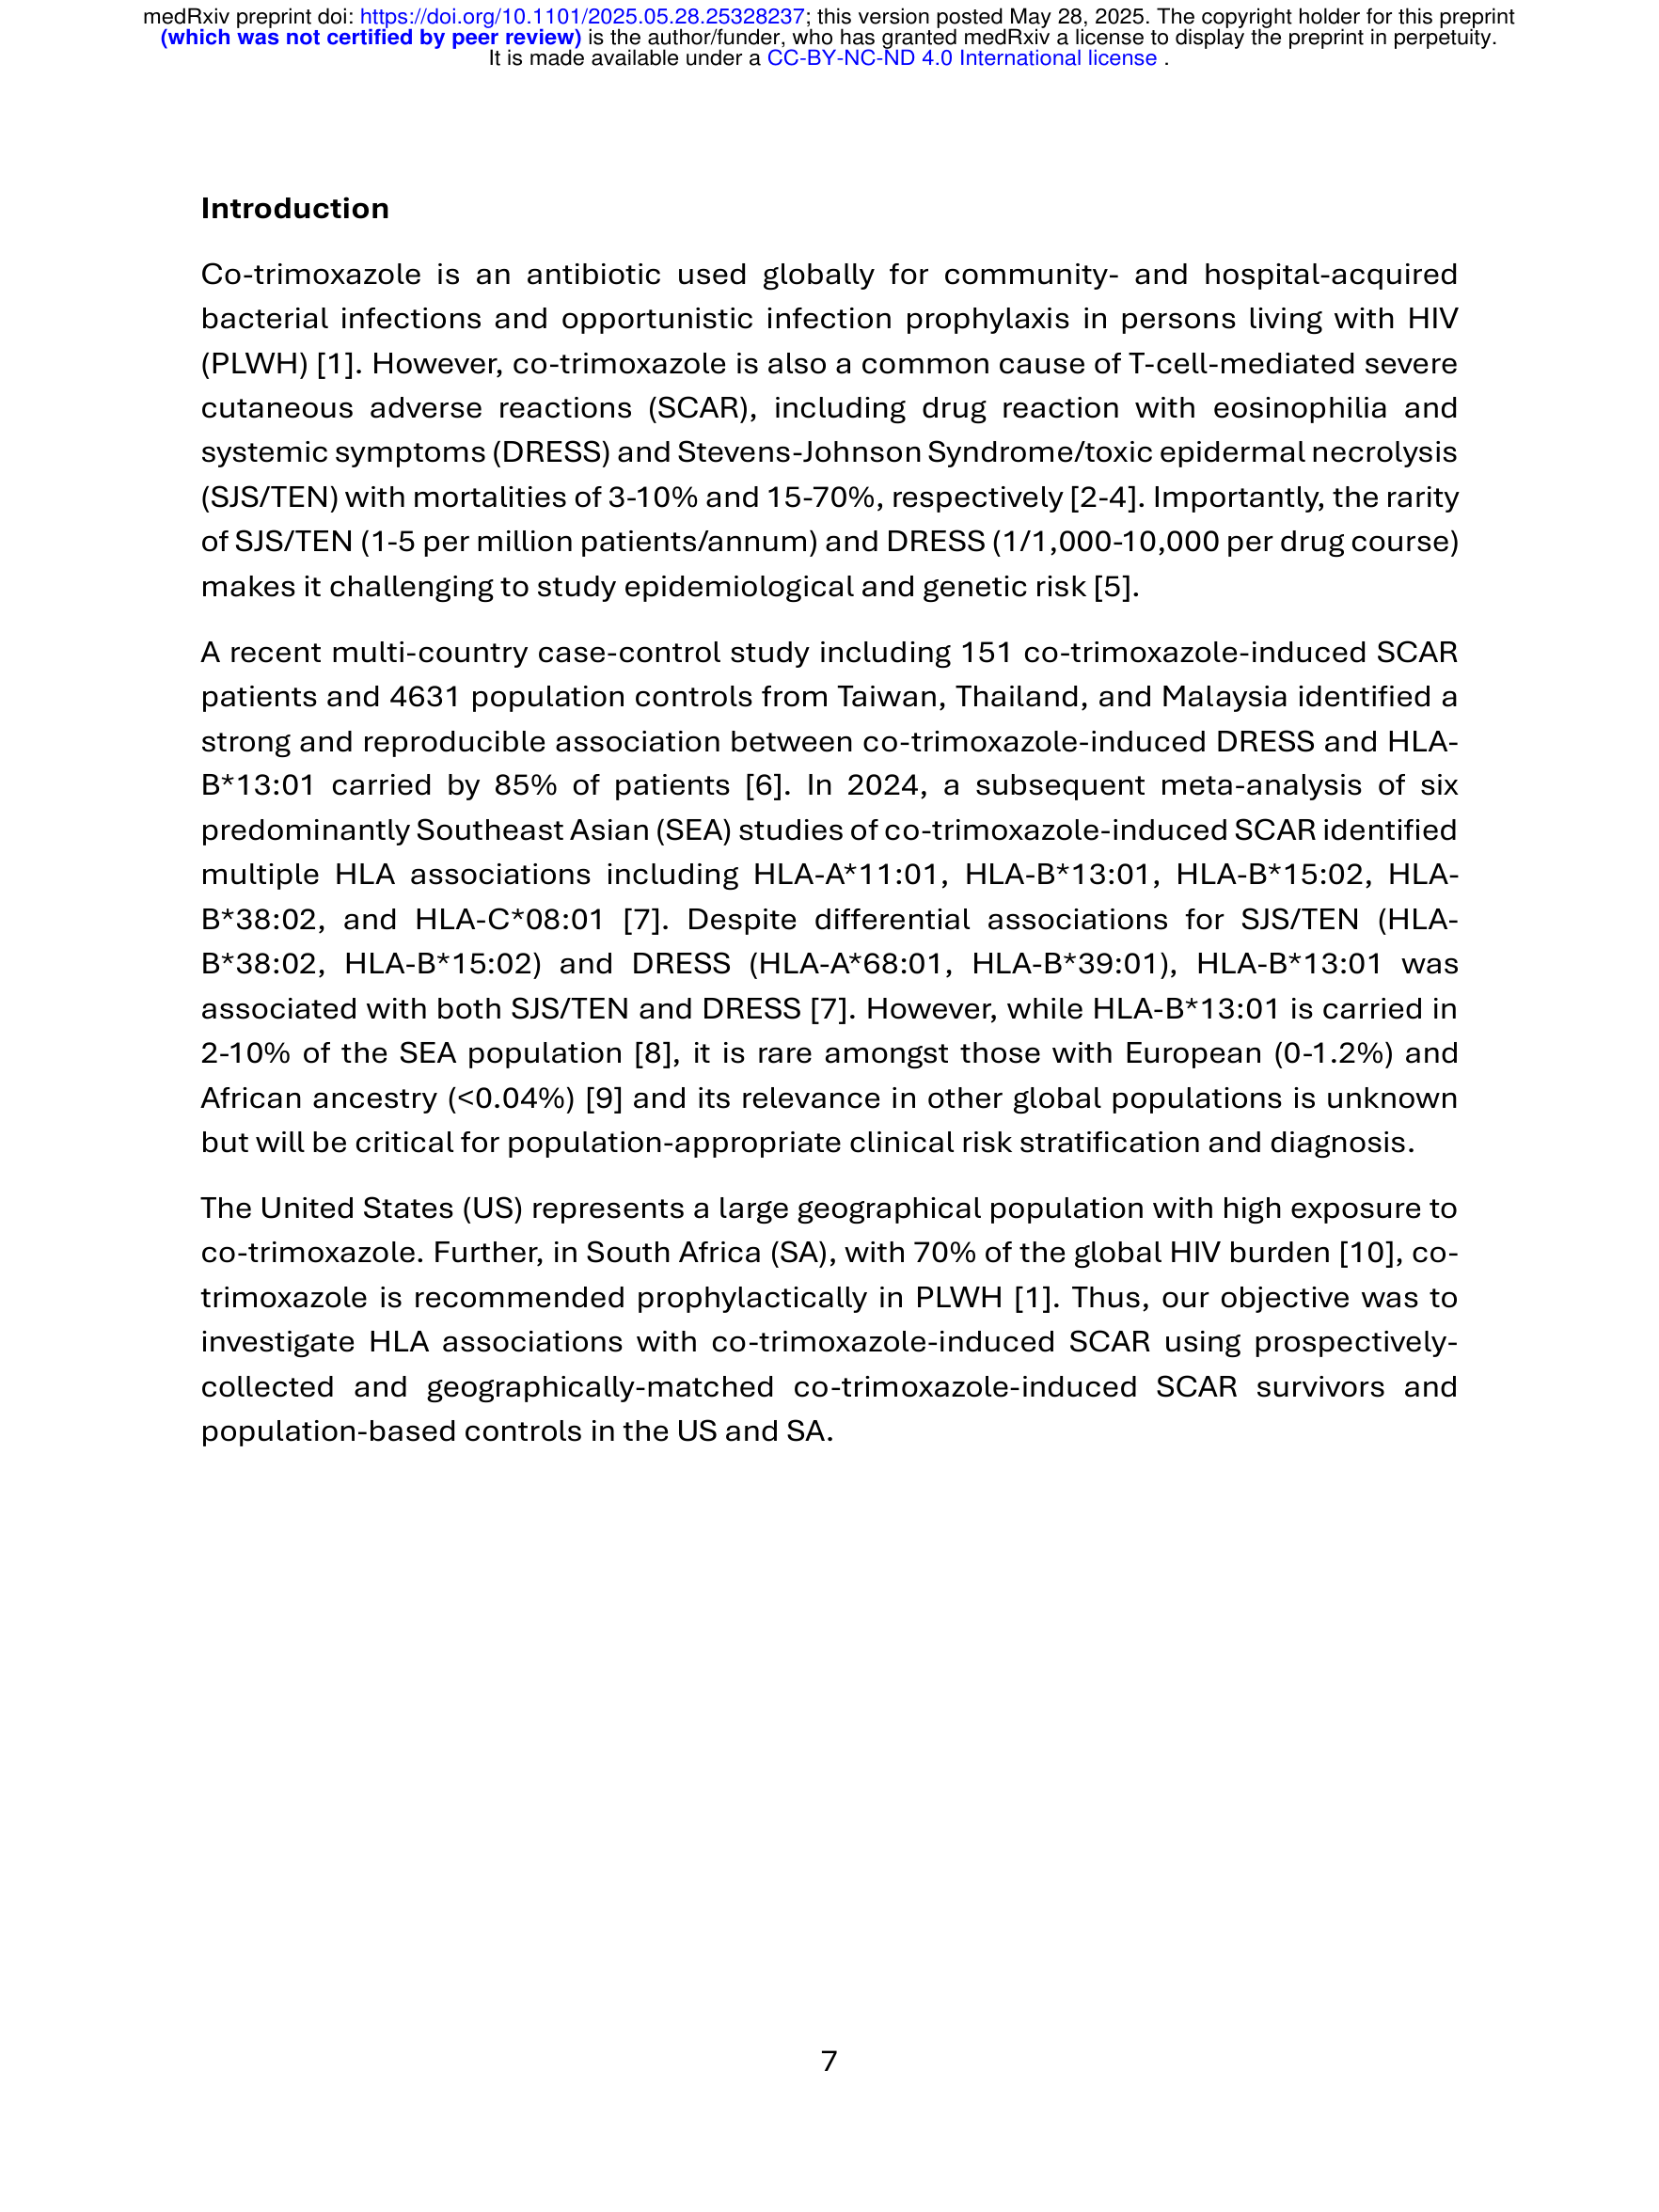 medRxiv preprint doi: https://doi.org/10.1101/2025.05.28.25328237; this version posted May 28, 2025. The copyright holder for this preprint
(which was not certified by peer review) is the author/funder, who has granted medRxiv a license to display the preprint in perpetuity.
It is made available under a CC-BY-NC-ND 4.0 International license .
Introduction
Co-trimoxazole is an antibiotic used globally for community- and hospital-acquired
bacterial infections and opportunistic infection prophylaxis in persons living with HIV
(PLWH) [1]. However, co-trimoxazole is also a common cause of T-cell-mediated severe
cutaneous adverse reactions (SCAR), including drug reaction with eosinophilia and
systemic symptoms (DRESS) and Stevens-Johnson Syndrome/toxic epidermal necrolysis
(SJS/TEN) with mortalities of 3-10% and 15-70%, respectively [2-4]. Importantly, the rarity
of SJS/TEN (1-5 per million patients/annum) and DRESS (1/1,000-10,000 per drug course)
makes it challenging to study epidemiological and genetic risk [5].
A recent multi-country case-control study including 151 co-trimoxazole-induced SCAR
patients and 4631 population controls from Taiwan, Thailand, and Malaysia identified a
strong and reproducible association between co-trimoxazole-induced DRESS and HLA-
B*13:01 carried by 85% of patients [6]. In 2024, a subsequent meta-analysis of six
predominantly Southeast Asian (SEA) studies of co-trimoxazole-induced SCAR identified
multiple HLA associations including HLA-A*11:01, HLA-B*13:01, HLA-B*15:02, HLA-
B*38:02, and HLA-C*08:01 [7]. Despite differential associations for SJS/TEN (HLA-
B*38:02, HLA-B*15:02) and DRESS (HLA-A*68:01, HLA-B*39:01), HLA-B*13:01 was
associated with both SJS/TEN and DRESS [7]. However, while HLA-B*13:01 is carried in
2-10% of the SEA population [8], it is rare amongst those with European (0-1.2%) and
African ancestry (<0.04%) [9] and its relevance in other global populations is unknown
but will be critical for population-appropriate clinical risk stratification and diagnosis.
The United States (US) represents a large geographical population with high exposure to
co-trimoxazole. Further, in South Africa (SA), with 70% of the global HIV burden [10], co-
trimoxazole is recommended prophylactically in PLWH [1]. Thus, our objective was to
investigate HLA associations with co-trimoxazole-induced SCAR using prospectively-
collected and geographically-matched co-trimoxazole-induced SCAR survivors and
population-based controls in the US and SA.
7